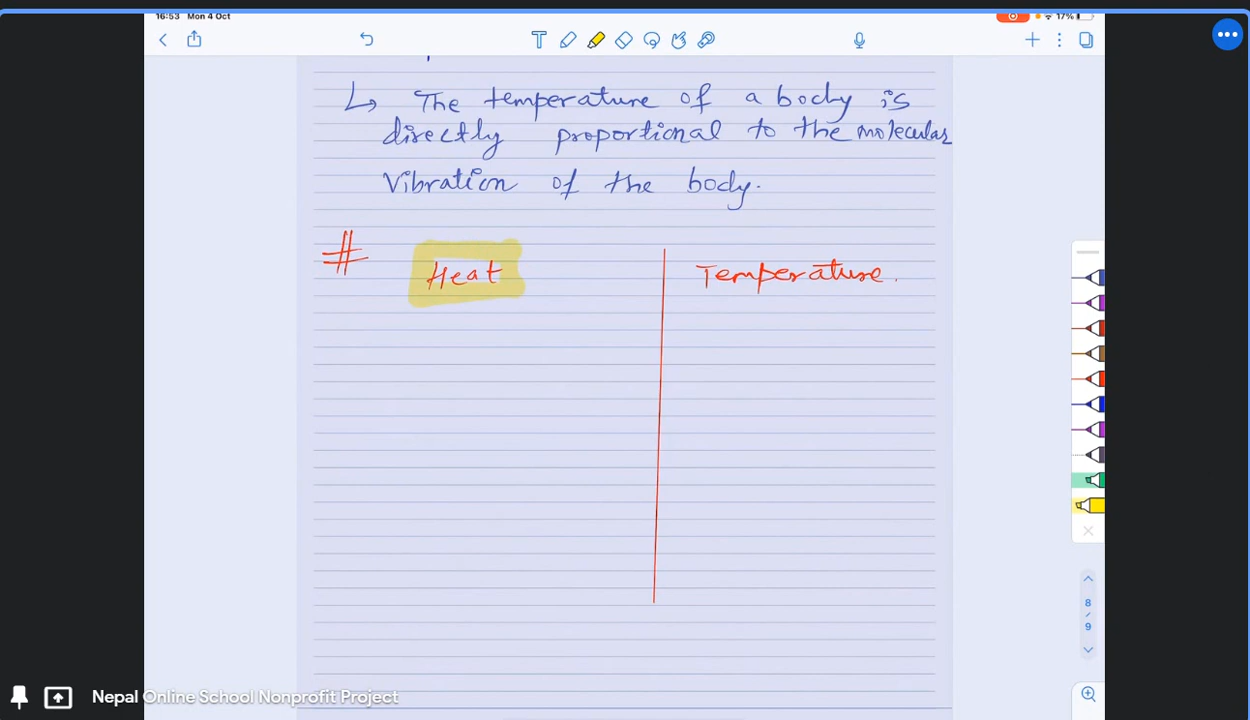 16:53 Mon 4 Oct
17%
T
↳ The temperature of a body is
directly proportional to the molecular
Vibration of the body.
# Heat
Temperature.
8
/
9
Nepal Online School Nonprofit Project